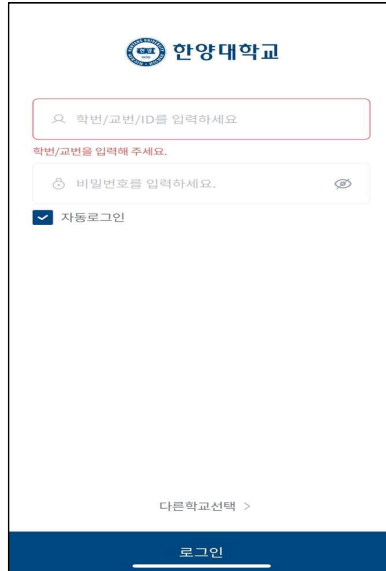 한양대학교
학번/교번/ID를 입력하세요
학번/교번을 입력해 주세요.
비밀번호를 입력하세요.
자동로그인
다른학교선택 >
로그인